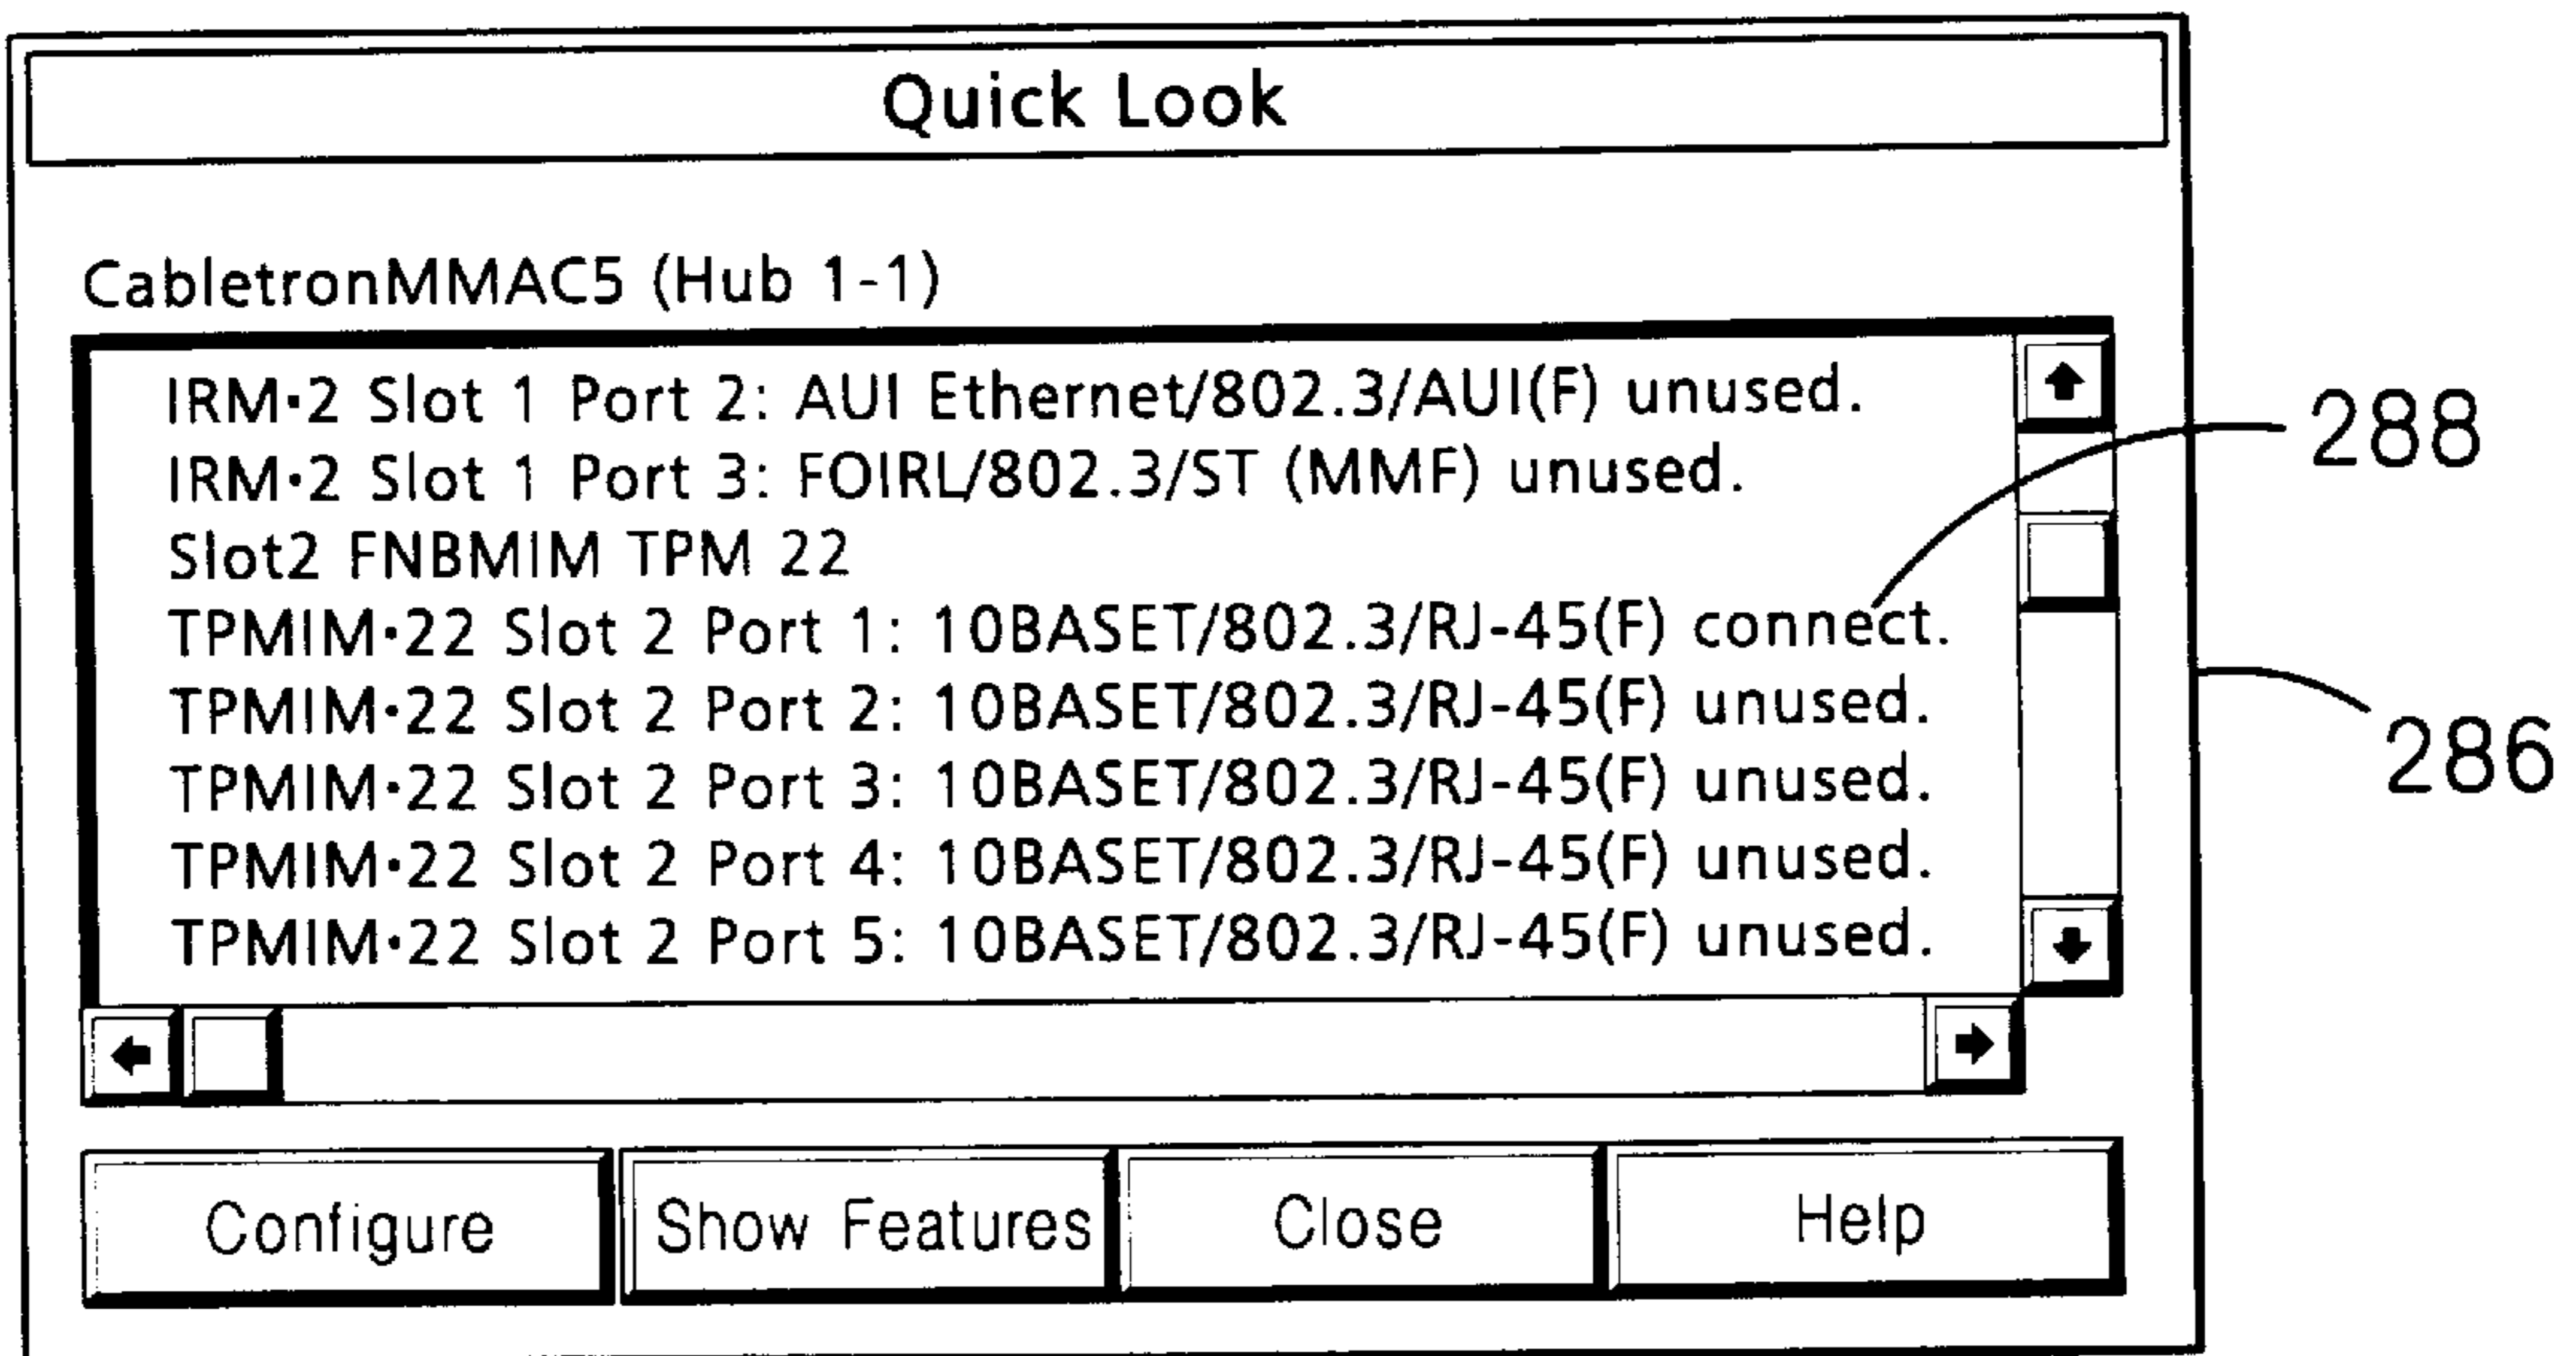 Quick Look
CabletronMMAC5 (Hub 1-1)
IRM·2 Slot 1 Port 2: AUI Ethernet/802.3/AUI(F) unused.
IRM·2 Slot 1 Port 3: FOIRL/802.3/ST (MMF) unused.
Slot2 FNBMIM TPM 22
TPMIM·22 Slot 2 Port 1: 10BASET/802.3/RJ-45(F) connect.
TPMIM·22 Slot 2 Port 2: 10BASET/802.3/RJ-45(F) unused.
TPMIM·22 Slot 2 Port 3: 10BASET/802.3/RJ-45(F) unused.
TPMIM·22 Slot 2 Port 4: 10BASET/802.3/RJ-45(F) unused.
TPMIM·22 Slot 2 Port 5: 10BASET/802.3/RJ-45(F) unused.
Configure Show Features Close Help
288
286